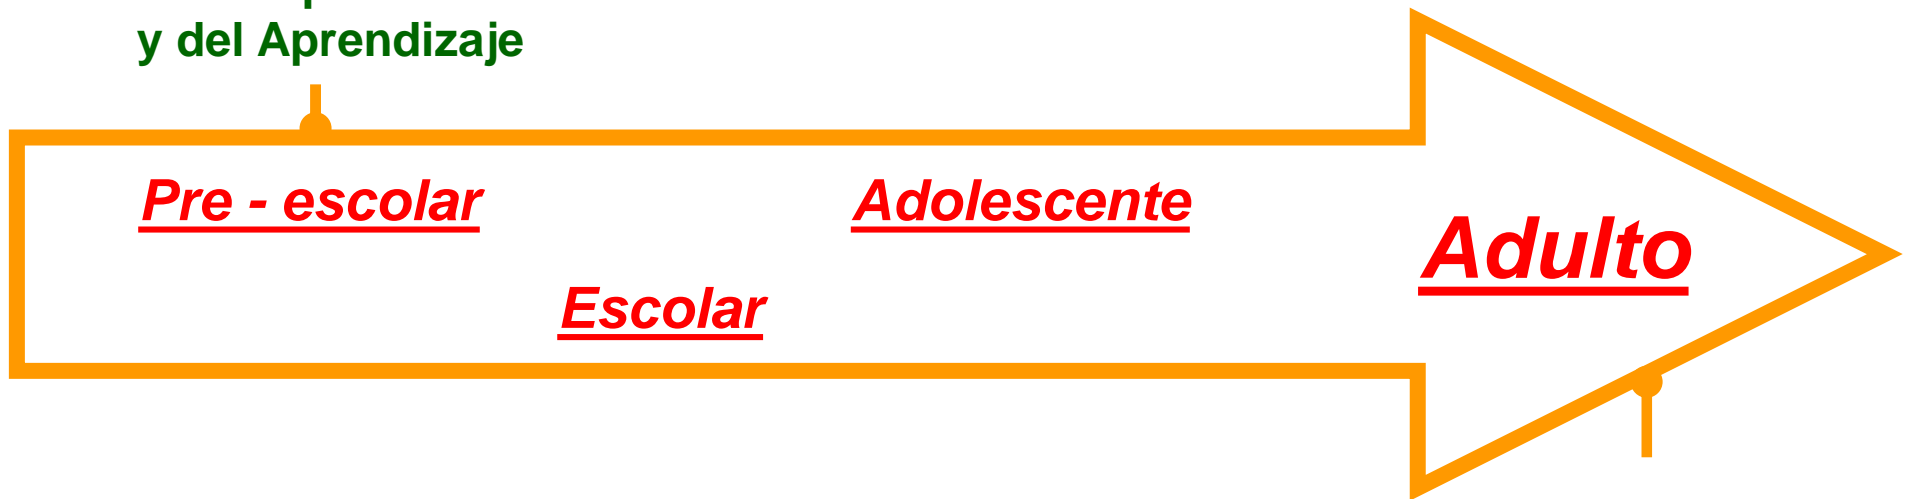 y del Aprendizaje
Pre - escolar
Adolescente
Adulto
Escolar